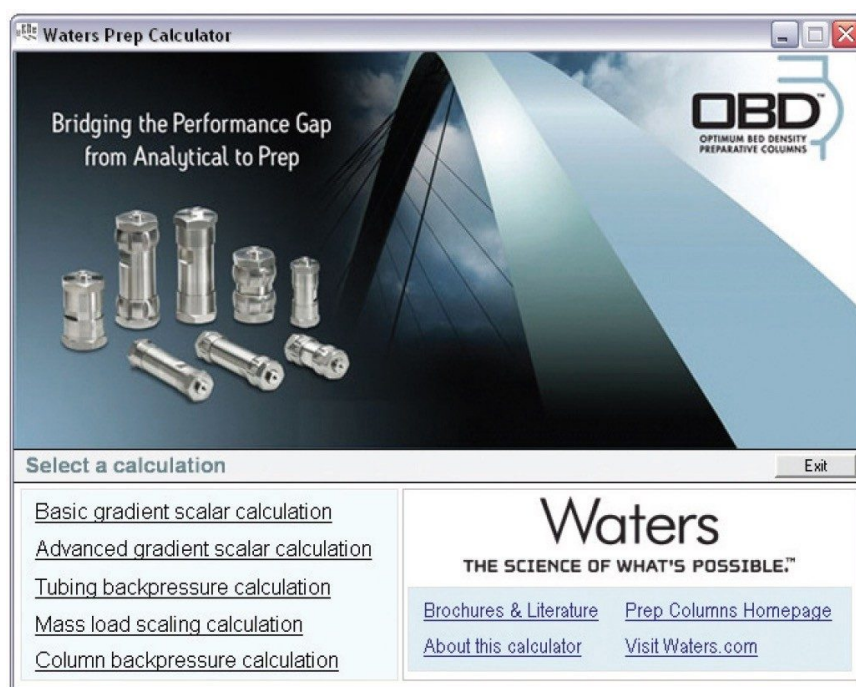 Waters Prep Calculator
Bridging the Performance Gap
from Analytical to Prep
OBD™
OPTIMUM BED DENSITY
PREPARATIVE COLUMNS
Select a calculation
Exit
Basic gradient scalar calculation
Advanced gradient scalar calculation
Tubing backpressure calculation
Mass load scaling calculation
Column backpressure calculation
Waters
THE SCIENCE OF WHAT'S POSSIBLE.™
Brochures & Literature
Prep Columns Homepage
About this calculator
Visit Waters.com